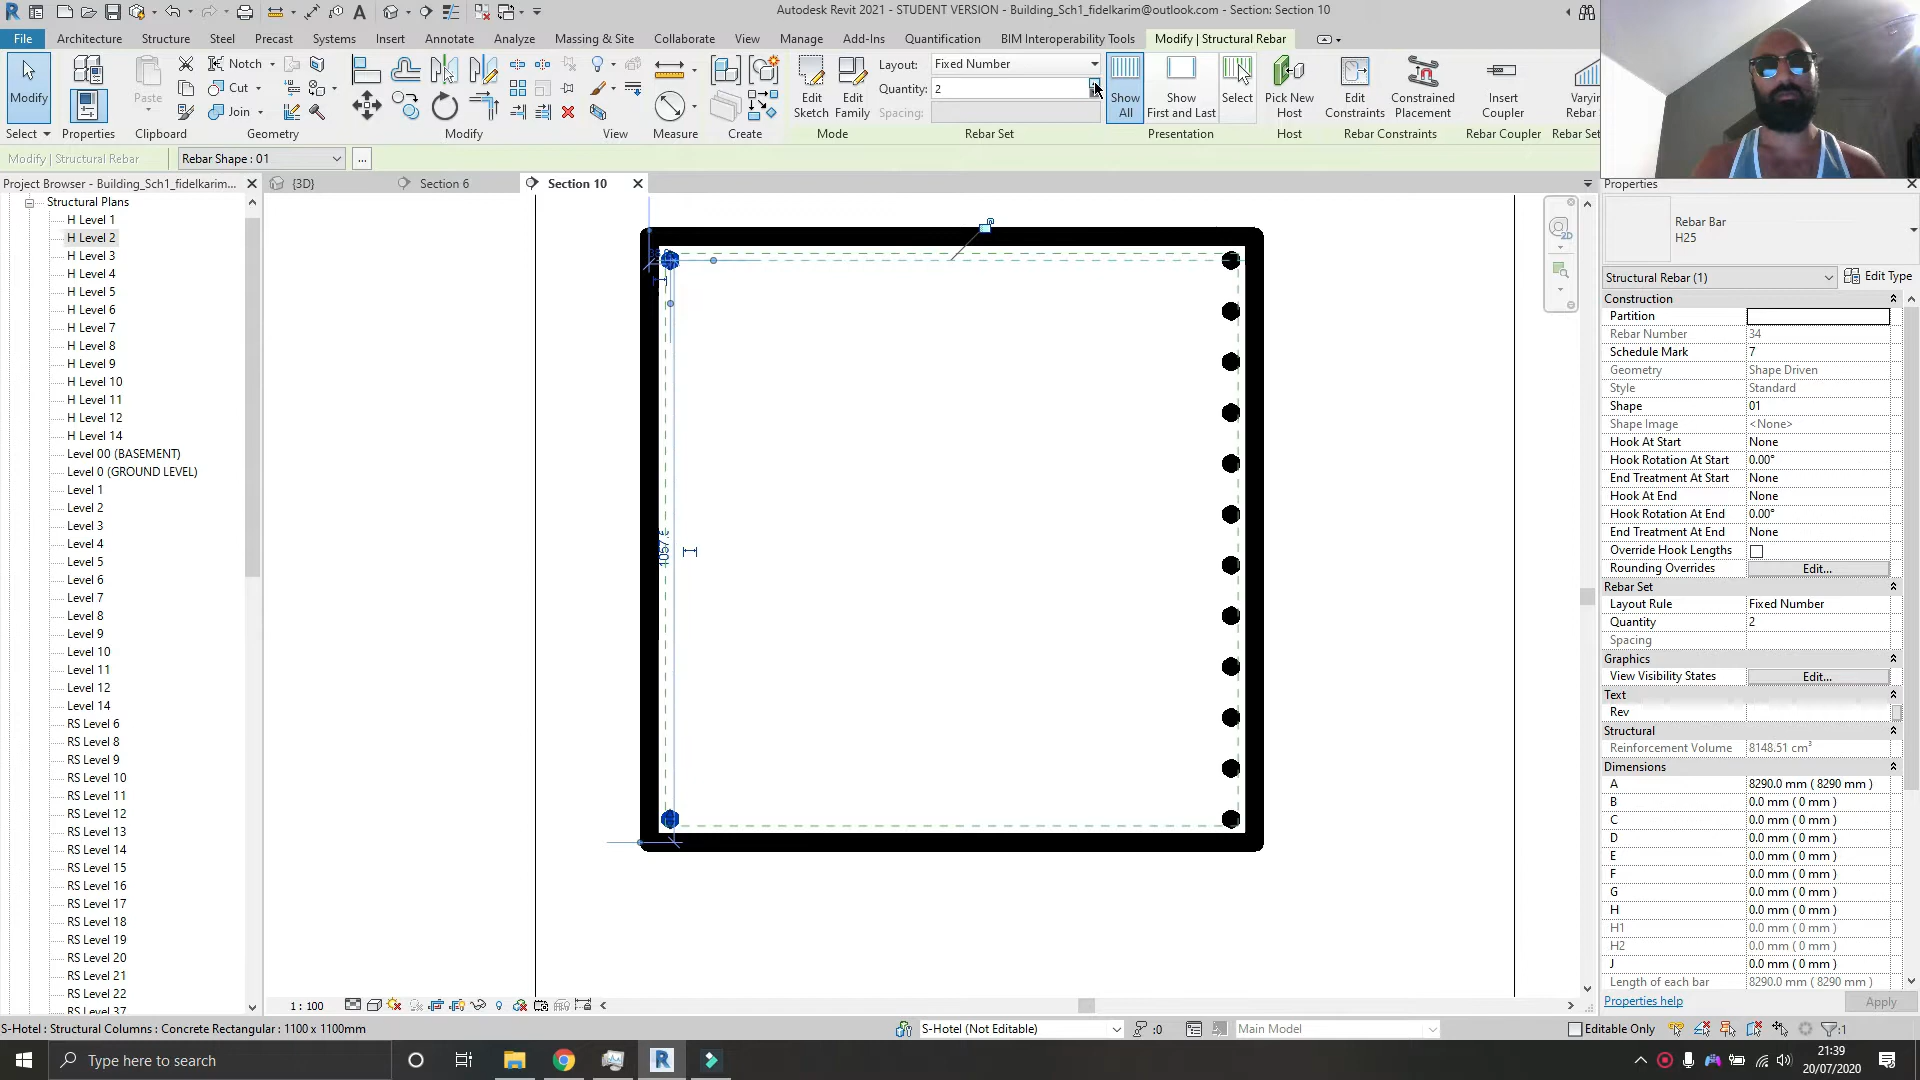 Autodesk Revit 2021 - STUDENT VERSION - Building_Sch1_fidelkarim@outlook.com - Section: Section 10
File Architecture Structure Steel Precast Systems Insert Annotate Analyze Massing & Site Collaborate View Manage Add-Ins Quantification BIM Interoperability Tools Modify | Structural Rebar
Modify
Select
Properties
Paste
Clipboard
Notch
Cut
Join
Geometry
Modify
View
Measure
Create
Edit Sketch
Edit Family
Mode
Layout: Fixed Number
Quantity: 2
Spacing:
Rebar Set
Show All
Show First and Last
Select
Presentation
Pick New Host
Host
Edit Constraints
Constrained Placement
Rebar Constraints
Insert Coupler
Rebar Coupler
Varying Rebar
Rebar Set
Modify | Structural Rebar
Rebar Shape : 01
...
Project Browser - Building_Sch1_fidelkarim...
{3D}
Section 6
Section 10
Structural Plans
H Level 1
H Level 2
H Level 3
H Level 4
H Level 5
H Level 6
H Level 7
H Level 8
H Level 9
H Level 10
H Level 11
H Level 12
H Level 14
Level 00 (BASEMENT)
Level 0 (GROUND LEVEL)
Level 1
Level 2
Level 3
Level 4
Level 5
Level 6
Level 7
Level 8
Level 9
Level 10
Level 11
Level 12
Level 14
RS Level 6
RS Level 8
RS Level 9
RS Level 10
RS Level 11
RS Level 12
RS Level 13
RS Level 14
RS Level 15
RS Level 16
RS Level 17
RS Level 18
RS Level 19
RS Level 20
RS Level 21
RS Level 22
RS Level 37
2D
Properties
Rebar Bar
H25
Structural Rebar (1)
Edit Type
Construction
Partition
Rebar Number 34
Schedule Mark 7
Geometry Shape Driven
Style Standard
Shape 01
Shape Image <None>
Hook At Start None
Hook Rotation At Start 0.00°
End Treatment At Start None
Hook At End None
Hook Rotation At End 0.00°
End Treatment At End None
Override Hook Lengths
Rounding Overrides Edit...
Rebar Set
Layout Rule Fixed Number
Quantity 2
Spacing
Graphics
View Visibility States Edit...
Text
Rev
Structural
Reinforcement Volume 8148.51 cm³
Dimensions
A 8290.0 mm ( 8290 mm )
B 0.0 mm ( 0 mm )
C 0.0 mm ( 0 mm )
D 0.0 mm ( 0 mm )
E 0.0 mm ( 0 mm )
F 0.0 mm ( 0 mm )
G 0.0 mm ( 0 mm )
H 0.0 mm ( 0 mm )
H1 0.0 mm ( 0 mm )
H2 0.0 mm ( 0 mm )
J 0.0 mm ( 0 mm )
Length of each bar 8290.0 mm ( 8290 mm )
Properties help
Apply
1 : 100
S-Hotel : Structural Columns : Concrete Rectangular : 1100 x 1100mm
S-Hotel (Not Editable)
:0
Main Model
Editable Only
:1
Type here to search
21:39
20/07/2020